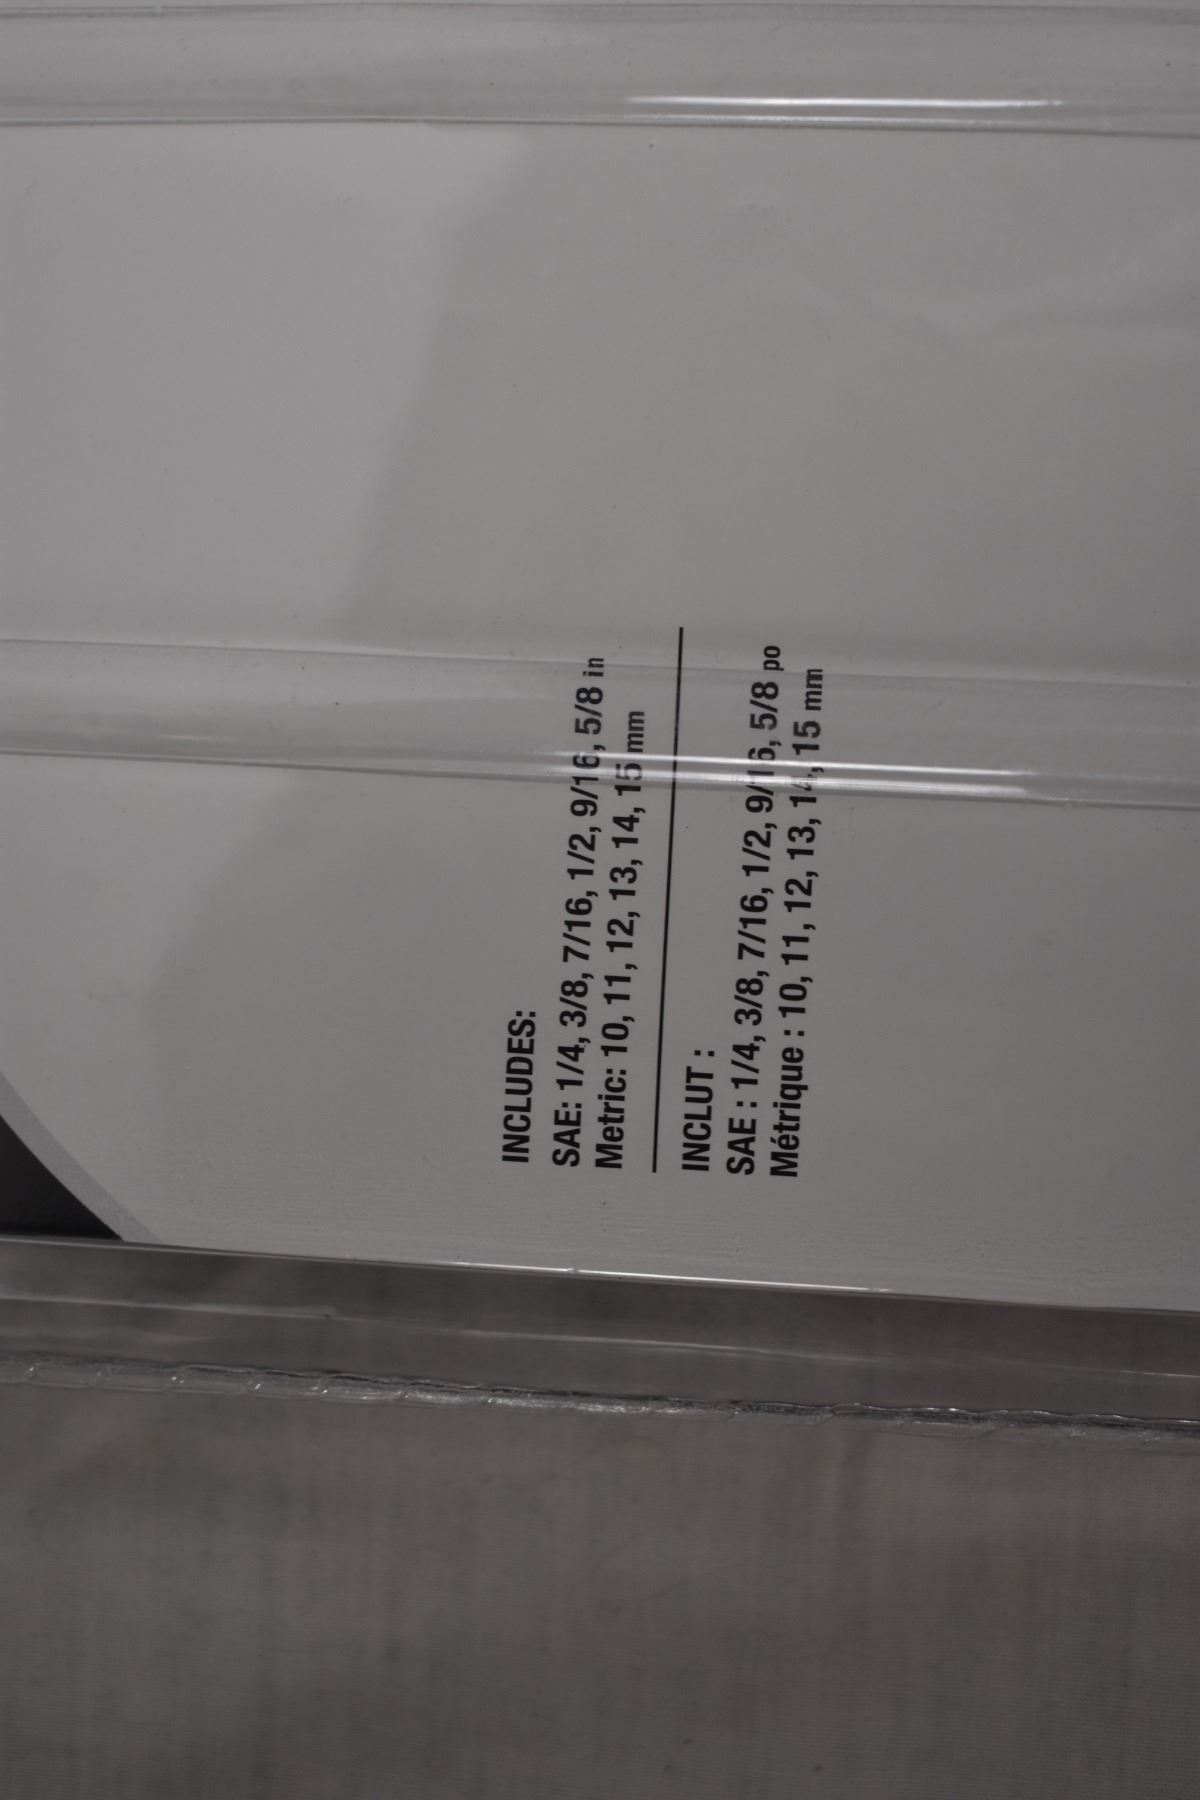 INCLUDES:
SAE: 1/4, 3/8, 7/16, 1/2, 9/16, 5/8 in
Metric: 10, 11, 12, 13, 14, 15 mm
INCLUT :
SAE : 1/4, 3/8, 7/16, 1/2, 9/16, 5/8 po
Métrique : 10, 11, 12, 13, 14, 15 mm